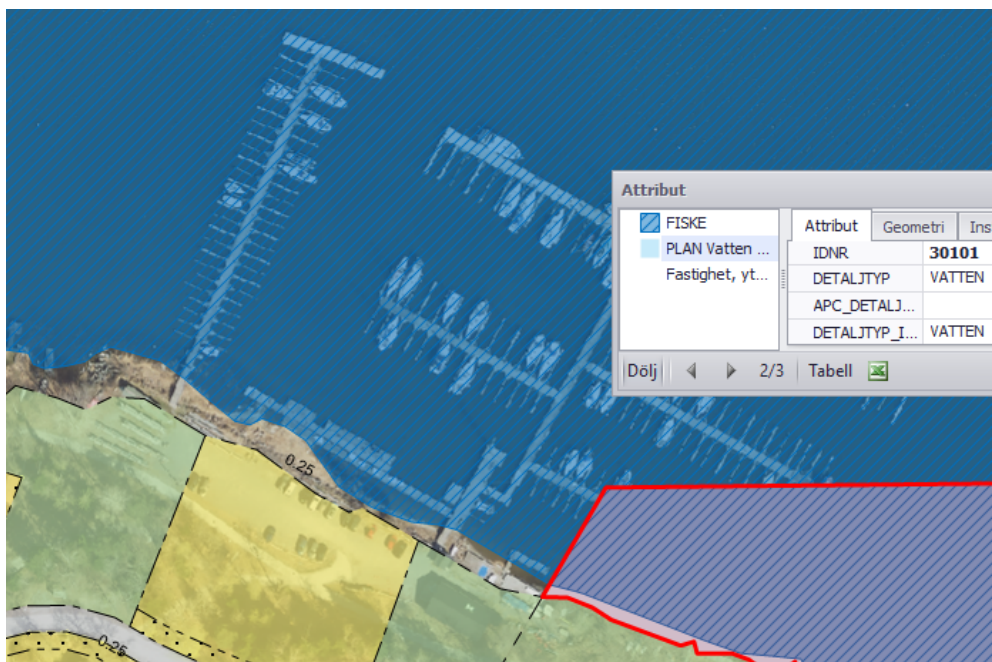 Attribut
FISKE
PLAN Vatten ...
Fastighet, yt...
Attribut Geometri Ins
IDNR 30101
DETALJTYP VATTEN
APC_DETALJ...
DETALJTYP_I... VATTEN
Dölj 2/3 Tabell
0.25
0.25